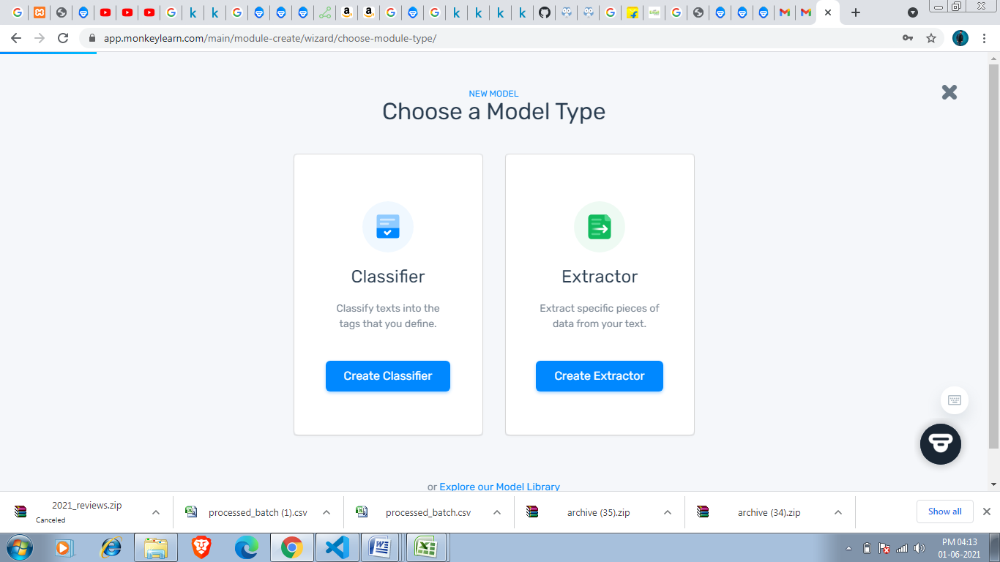 app.monkeylearn.com/main/module-create/wizard/choose-module-type/
NEW MODEL
Choose a Model Type
Classifier
Classify texts into the
tags that you define.
Create Classifier
Extractor
Extract specific pieces of
data from your text.
Create Extractor
or Explore our Model Library
2021_reviews.zip
Canceled
processed_batch (1).csv
processed_batch.csv
archive (35).zip
archive (34).zip
Show all
PM 04:13
01-06-2021